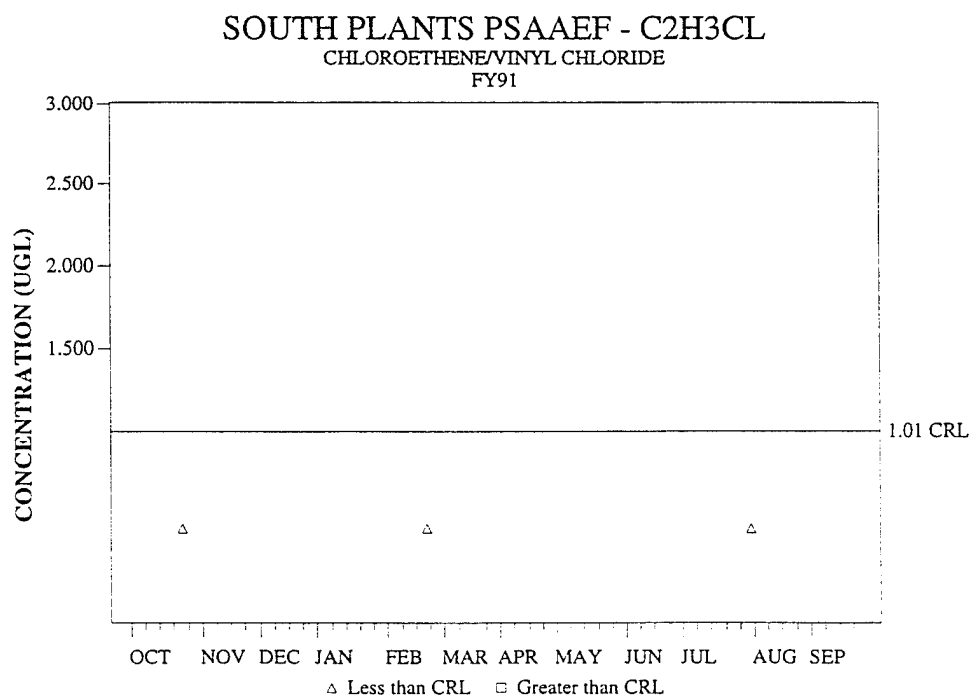 SOUTH PLANTS PSAAEF - C2H3CL
CHLOROETHENE/VINYL CHLORIDE
FY91
3.000
2.500
2.000
1.500
CONCENTRATION (UGL)
1.01 CRL
OCT NOV DEC JAN FEB MAR APR MAY JUN JUL AUG SEP
△ Less than CRL □ Greater than CRL